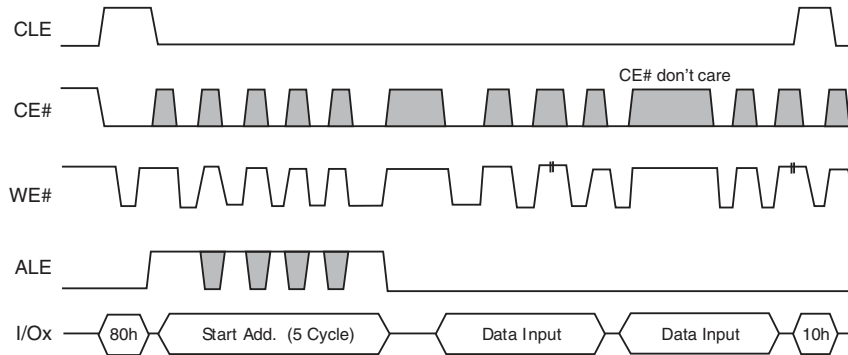 CLE
CE# don't care
CE#
WE#
ALE
I/Ox
80h
Start Add. (5 Cycle)
Data Input
Data Input
10h